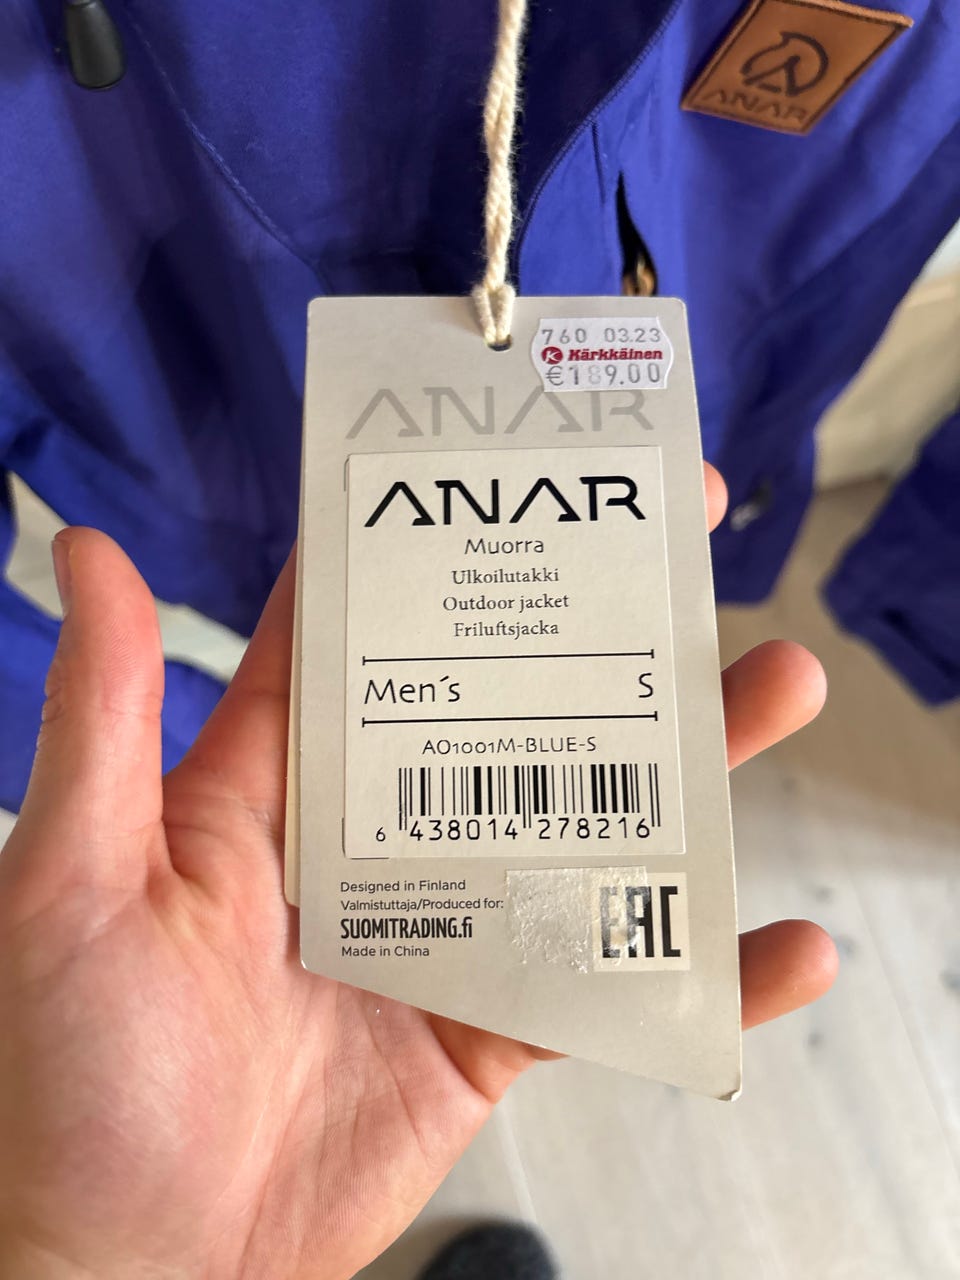 ANAR
760 03.23
Kärkkäinen
€189.00
ANAR
ANAR
Muorra
Ulkoilutakki
Outdoor jacket
Friluftsjacka
Men´s S
AO1001M-BLUE-S
6 438014 278216
Designed in Finland
Valmistuttaja/Produced for:
SUOMITRADING.fi
Made in China
EAC